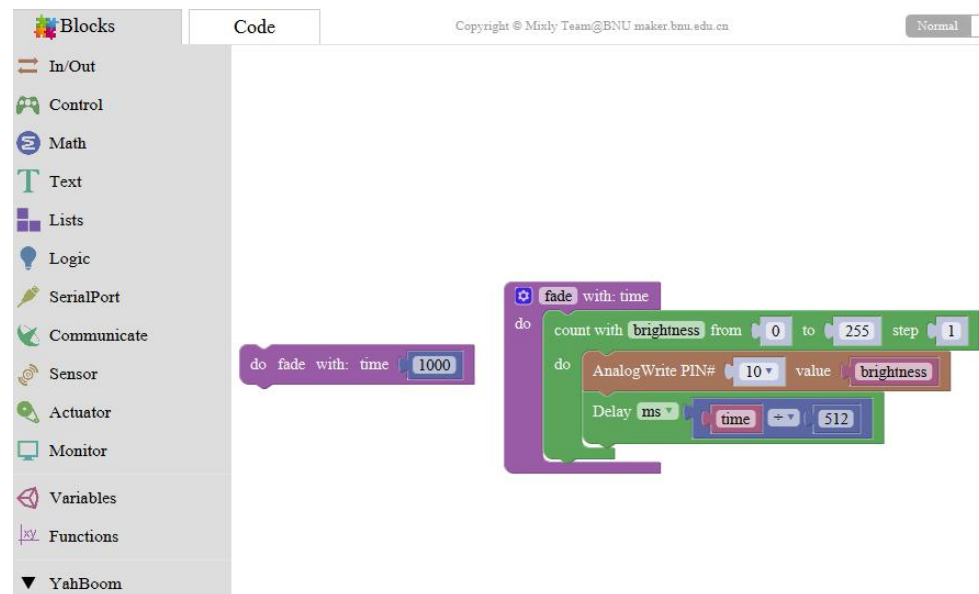 Blocks
Code
Copyright © Mixly Team@BNU maker.bnu.edu.cn
Normal
In/Out
Control
Math
Text
Lists
Logic
SerialPort
Communicate
Sensor
Actuator
Monitor
Variables
Functions
YahBoom
do fade with: time 1000
fade with: time
do count with brightness from 0 to 255 step 1
do AnalogWrite PIN# 10 value brightness
Delay ms time ÷ 512